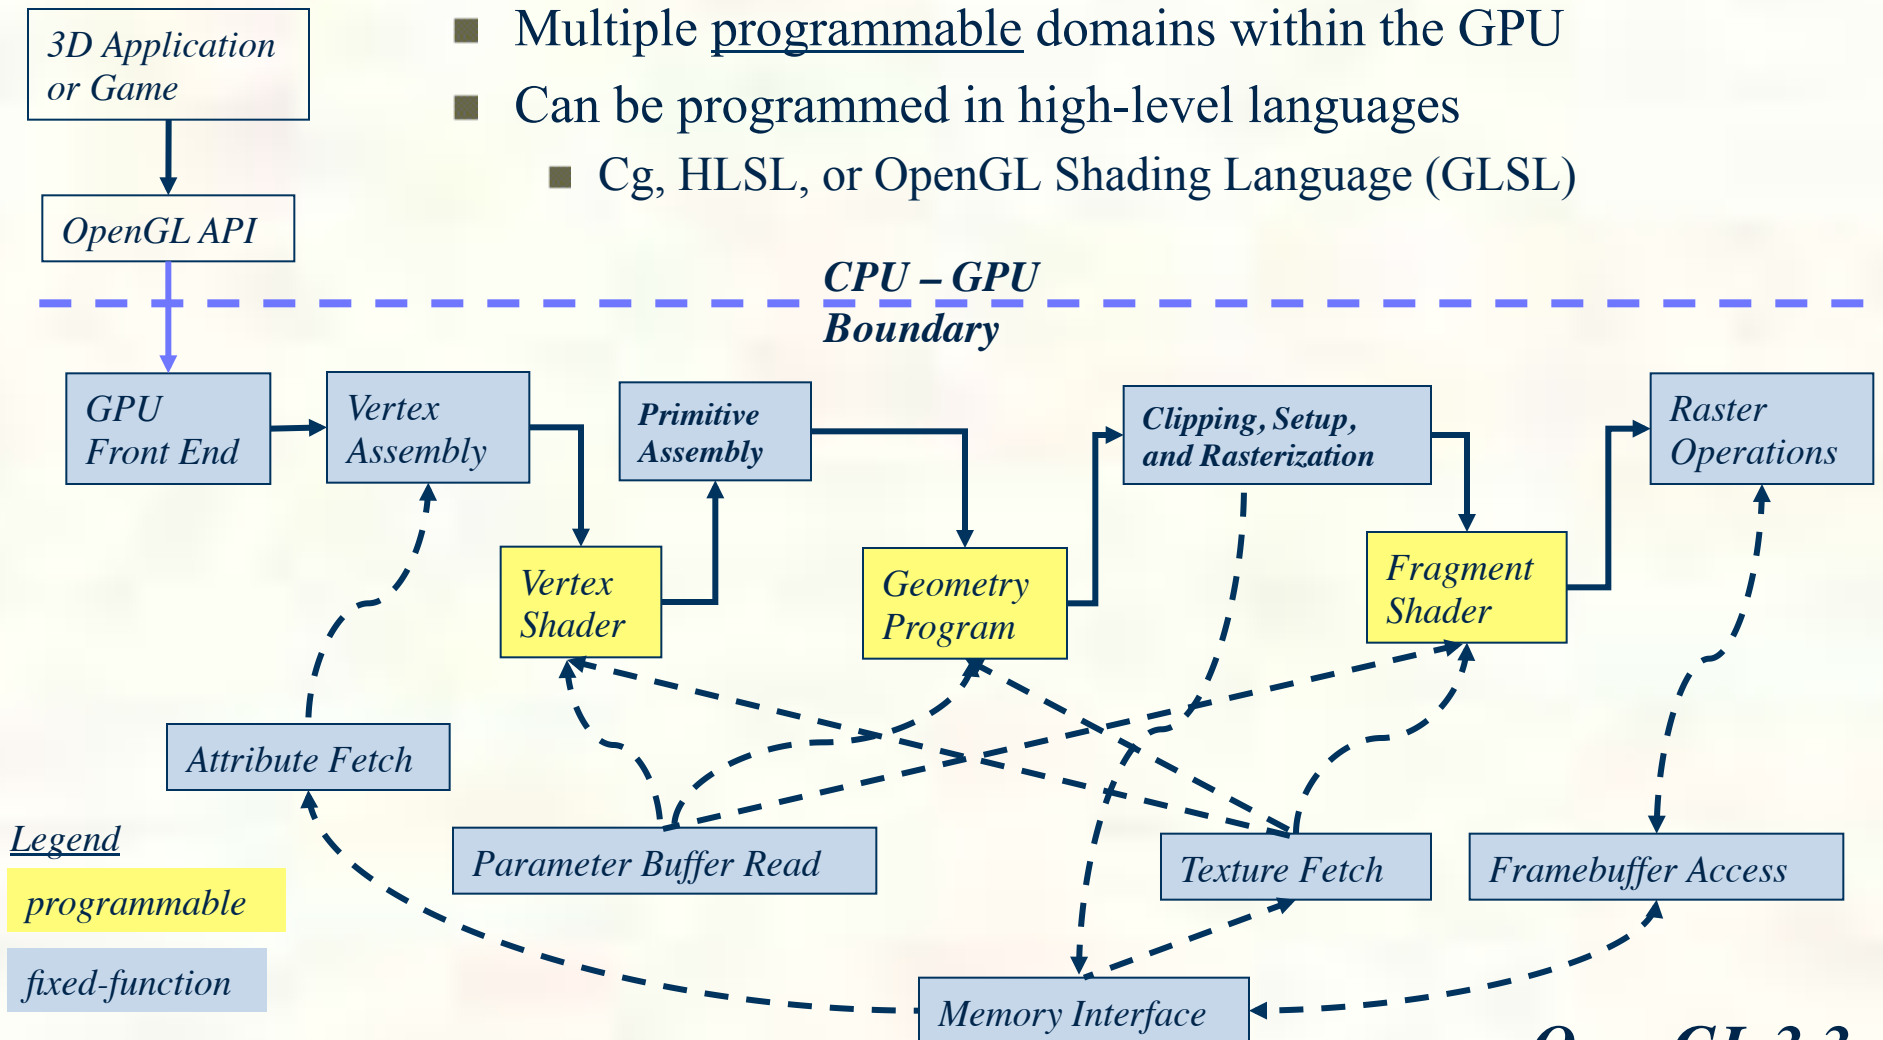 3D Application
or Game
Multiple programmable domains within the GPU
Can be programmed in high-level languages
Cg, HLSL, or OpenGL Shading Language (GLSL)
OpenGL API
CPU – GPU
Boundary
GPU
Front End
Vertex
Assembly
Primitive
Assembly
Clipping, Setup,
and Rasterization
Raster
Operations
Vertex
Shader
Geometry
Program
Fragment
Shader
Attribute Fetch
Parameter Buffer Read
Texture Fetch
Framebuffer Access
Legend
programmable
fixed-function
Memory Interface